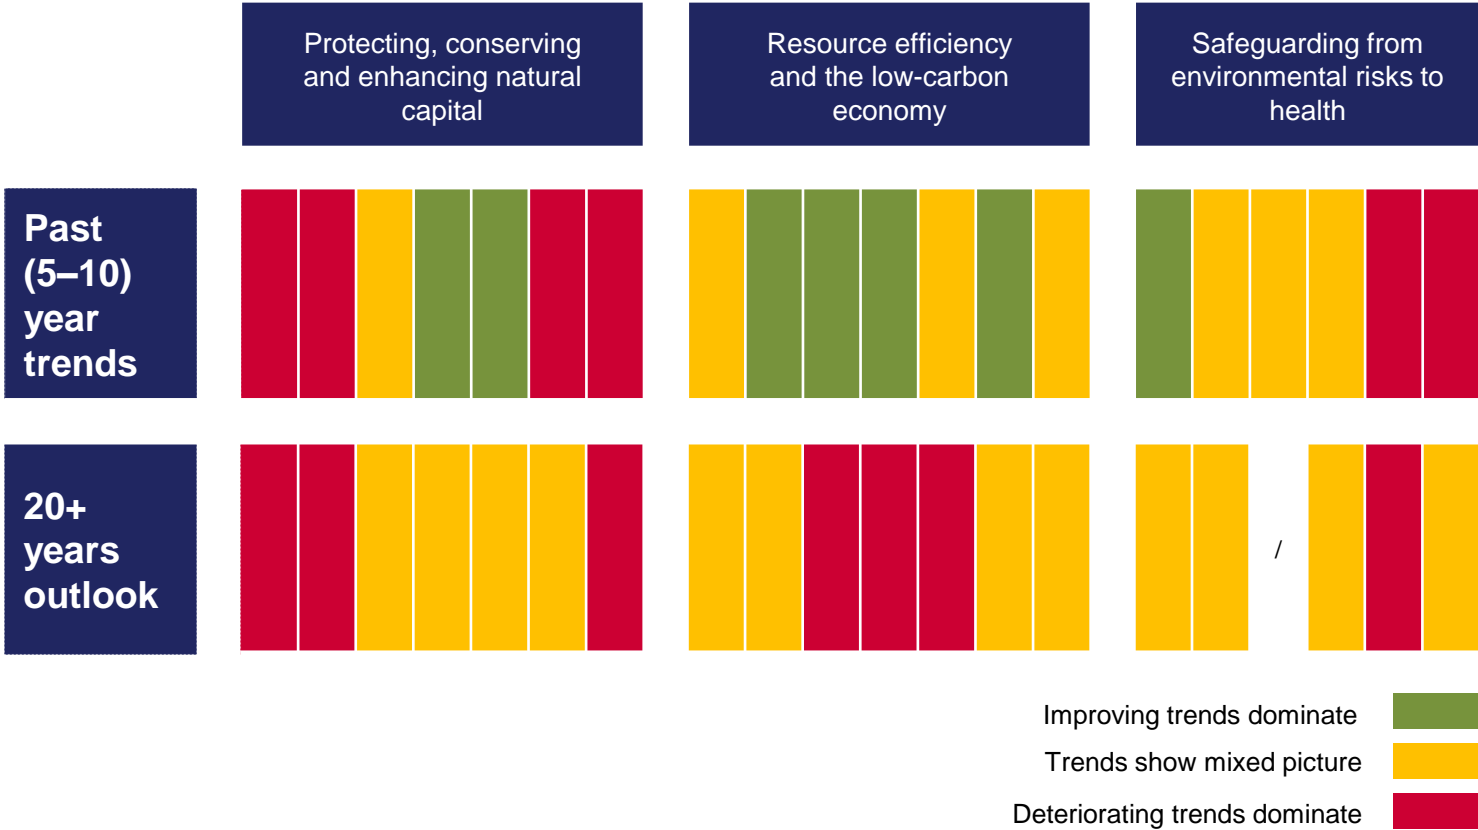 Protecting, conserving
and enhancing natural
capital
Resource efficiency
and the low-carbon
economy
Safeguarding from
environmental risks to
health
Past
(5–10)
year
trends
20+
years
outlook
/
Improving trends dominate
Trends show mixed picture
Deteriorating trends dominate